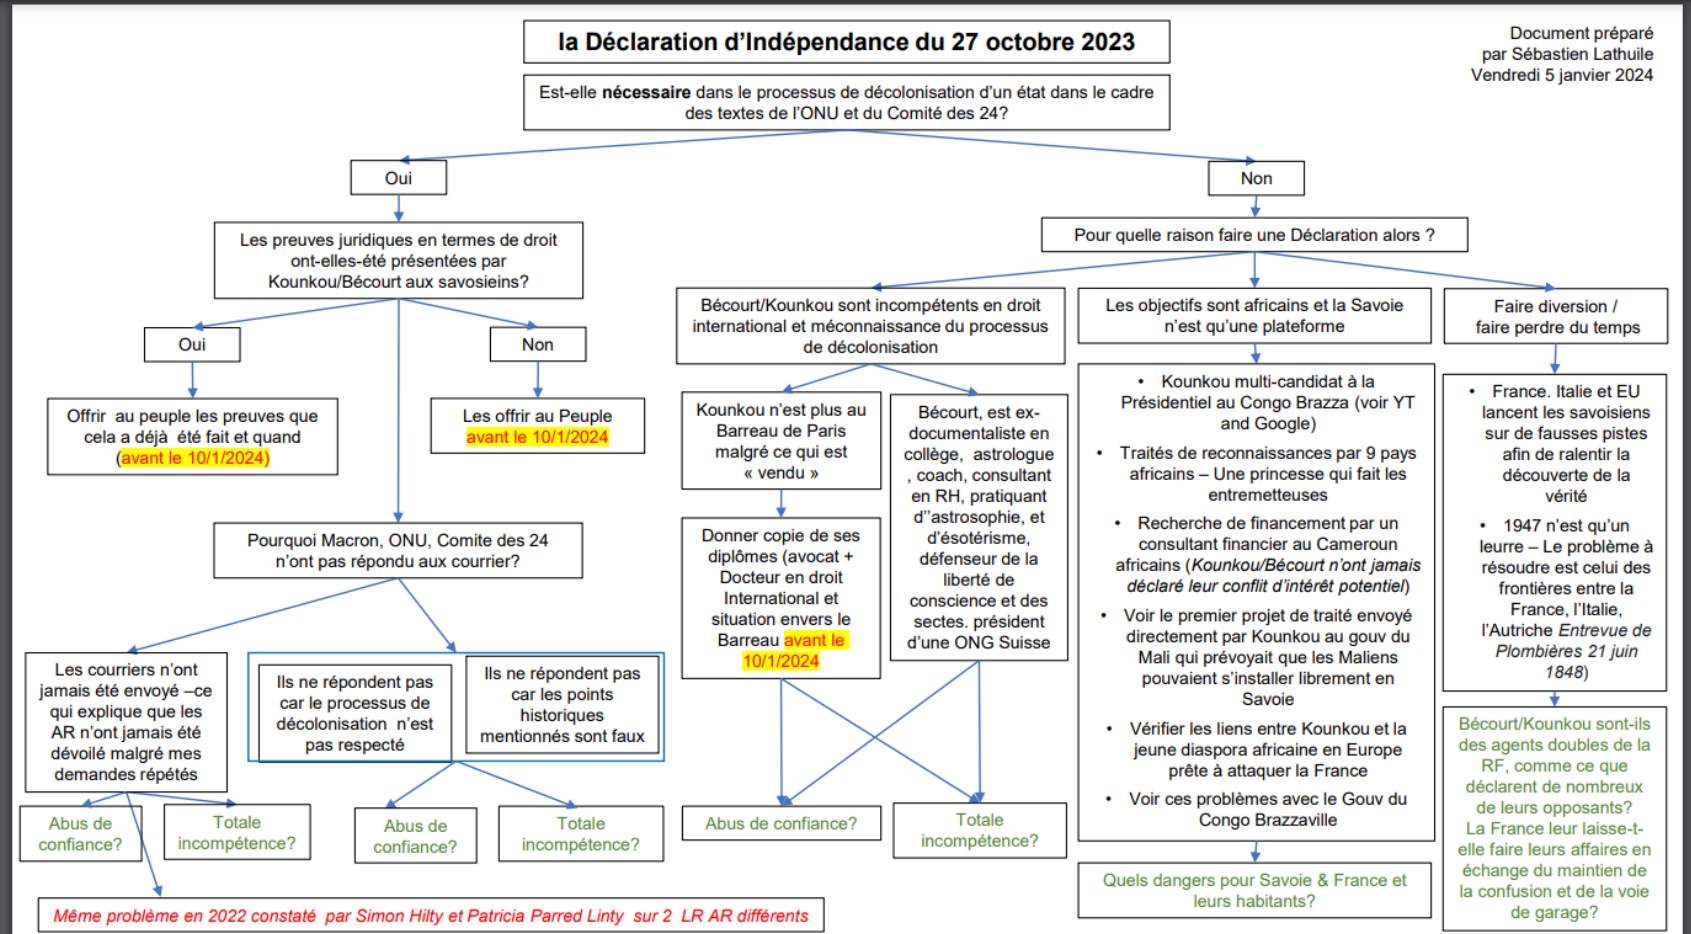 la Déclaration d’Indépendance du 27 octobre 2023
Document préparé
par Sébastien Lathuile
Vendredi 5 janvier 2024
Est-elle nécessaire dans le processus de décolonisation d’un état dans le cadre
des textes de l’ONU et du Comité des 24?
Oui
Non
Les preuves juridiques en termes de droit
ont-elles-été présentées par
Kounkou/Bécourt aux savosieins?
Oui
Non
Offrir au peuple les preuves que
cela a déjà été fait et quand
(avant le 10/1/2024)
Les offrir au Peuple
avant le 10/1/2024
Pourquoi Macron, ONU, Comite des 24
n’ont pas répondu aux courrier?
Les courriers n’ont
jamais été envoyé –ce
qui explique que les
AR n’ont jamais été
dévoilé malgré mes
demandes répétés
Ils ne répondent pas
car le processus de
décolonisation n’est
pas respecté
Ils ne répondent pas
car les points
historiques
mentionnés sont faux
Abus de
confiance?
Totale
incompétence?
Abus de
confiance?
Totale
incompétence?
Même problème en 2022 constaté par Simon Hilty et Patricia Parred Linty sur 2 LR AR différents
Pour quelle raison faire une Déclaration alors ?
Bécourt/Kounkou sont incompétents en droit
international et méconnaissance du processus
de décolonisation
Kounkou n’est plus au
Barreau de Paris
malgré ce qui est
« vendu »
Donner copie de ses
diplômes (avocat +
Docteur en droit
International et
situation envers le
Barreau avant le
10/1/2024
Bécourt, est ex-
documentaliste en
collège, astrologue
, coach, consultant
en RH, pratiquant
d’’astrosophie, et
d’ésotérisme,
défenseur de la
liberté de
conscience et des
sectes. président
d’une ONG Suisse
Abus de confiance?
Totale
incompétence?
Les objectifs sont africains et la Savoie
n’est qu’une plateforme
• Kounkou multi-candidat à la
Présidentiel au Congo Brazza (voir YT
and Google)
• Traités de reconnaissances par 9 pays
africains – Une princesse qui fait les
entremetteuses
• Recherche de financement par un
consultant financier au Cameroun
africains (Kounkou/Bécourt n’ont jamais
déclaré leur conflit d’intérêt potentiel)
• Voir le premier projet de traité envoyé
directement par Kounkou au gouv du
Mali qui prévoyait que les Maliens
pouvaient s’installer librement en
Savoie
• Vérifier les liens entre Kounkou et la
jeune diaspora africaine en Europe
prête à attaquer la France
• Voir ces problèmes avec le Gouv du
Congo Brazzaville
Quels dangers pour Savoie & France et
leurs habitants?
Faire diversion /
faire perdre du temps
• France. Italie et EU
lancent les savoisiens
sur de fausses pistes
afin de ralentir la
découverte de la
vérité
• 1947 n’est qu’un
leurre – Le problème à
résoudre est celui des
frontières entre la
France, l’Italie,
l’Autriche Entrevue de
Plombières 21 juin
1848)
Bécourt/Kounkou sont-ils
des agents doubles de la
RF, comme ce que
déclarent de nombreux
de leurs opposants?
La France leur laisse-t-
elle faire leurs affaires en
échange du maintien de
la confusion et de la voie
de garage?